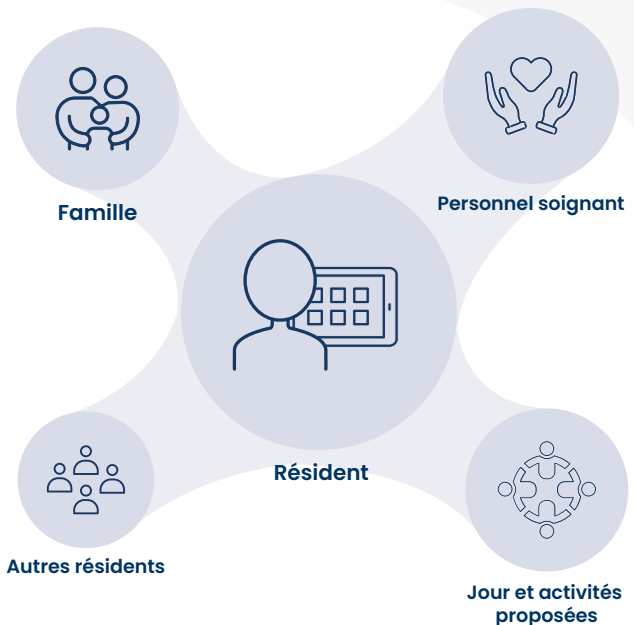 Famille
Personnel soignant
Résident
Autres résidents
Jour et activités
proposées